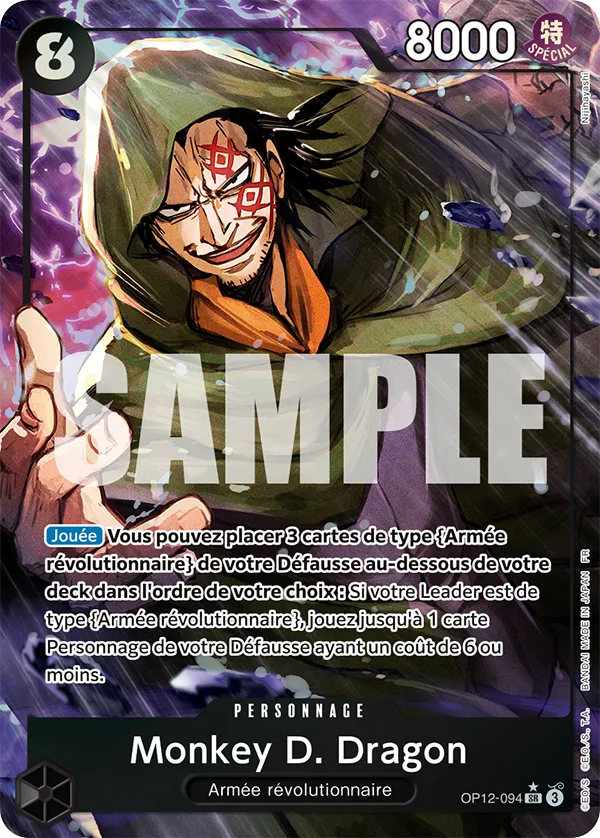 8
8000
特
SPÉCIAL
Nijihayashi
SAMPLE
Jouée Vous pouvez placer 3 cartes de type {Armée
révolutionnaire} de votre Défausse au-dessous de votre
deck dans l'ordre de votre choix : Si votre Leader est de
type {Armée révolutionnaire}, jouez jusqu'à 1 carte
Personnage de votre Défausse ayant un coût de 6 ou
moins.
©E.O/S ©E.O./S., T.A. BANDAI MADE IN JAPAN FR
PERSONNAGE
Monkey D. Dragon
Armée révolutionnaire
OP12-094 SR 3